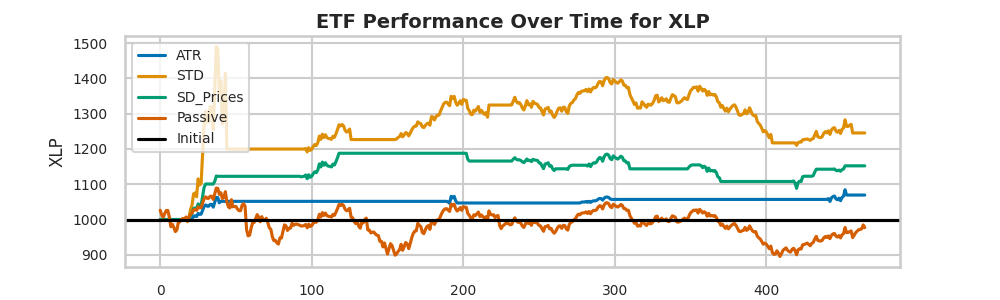 ETF Performance Over Time for XLP
XLP
1500
1400
1300
1200
1100
1000
900
ATR
STD
SD_Prices
Passive
Initial
0
100
200
300
400